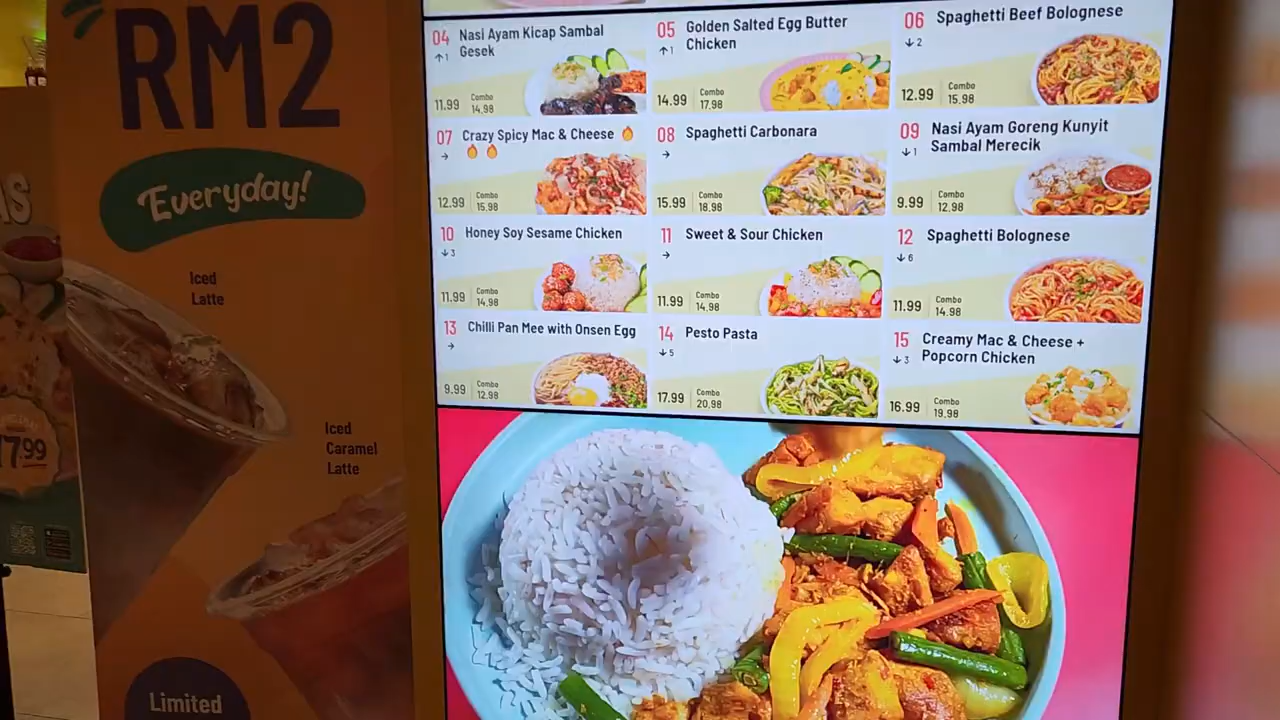 RM2
Everyday!
Iced
Latte
Iced
Caramel
Latte
Limited
17.99
04 Nasi Ayam Kicap Sambal
Gesek
↑1
11.99 Combo
14.98
05 Golden Salted Egg Butter
Chicken
↑1
14.99 Combo
17.98
06 Spaghetti Beef Bolognese
↓2
12.99 Combo
15.98
07 Crazy Spicy Mac & Cheese 🔥
→ 🔥🔥
12.99 Combo
15.98
08 Spaghetti Carbonara
→
15.99 Combo
18.98
09 Nasi Ayam Goreng Kunyit
Sambal Merecik
↓1
9.99 Combo
12.98
10 Honey Soy Sesame Chicken
↓3
11.99 Combo
14.98
11 Sweet & Sour Chicken
→
11.99 Combo
14.98
12 Spaghetti Bolognese
↓6
11.99 Combo
14.98
13 Chilli Pan Mee with Onsen Egg
→
9.99 Combo
12.98
14 Pesto Pasta
↓5
17.99 Combo
20.98
15 Creamy Mac & Cheese +
Popcorn Chicken
↓3
16.99 Combo
19.98